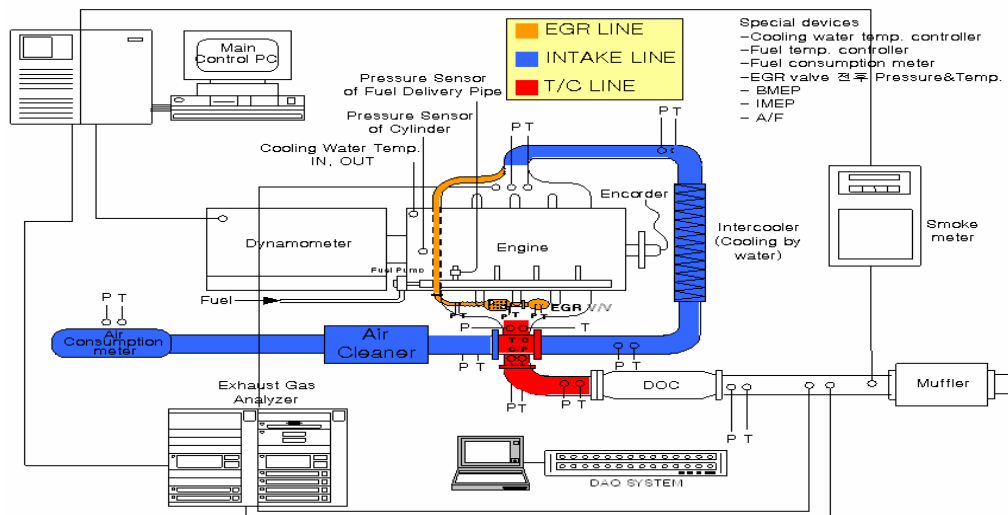 Main
Control PC
Pressure Sensor
of Fuel Delivery Pipe
Pressure Sensor
of Cylinder
Cooling Water Temp.
IN, OUT
EGR LINE
INTAKE LINE
T/C LINE
Special devices
-Cooling water temp. controller
-Fuel temp. controller
-Fuel consumption meter
-EGR valve 전후 Pressure&Temp.
- BMEP
- IMEP
- A/F
P T
P T
Encorder
Dynamometer
Engine
Intercooler
(Cooling by
water)
Smoke
meter
Fuel Pump
Fuel
P T
P T
P T
EGR V/V
P T
Air
Consumption
meter
Air
Cleaner
P
T
T C
P T
P T
P T
P T
DOC
P T
Muffler
Exhaust Gas
Analyzer
DAQ SYSTEM